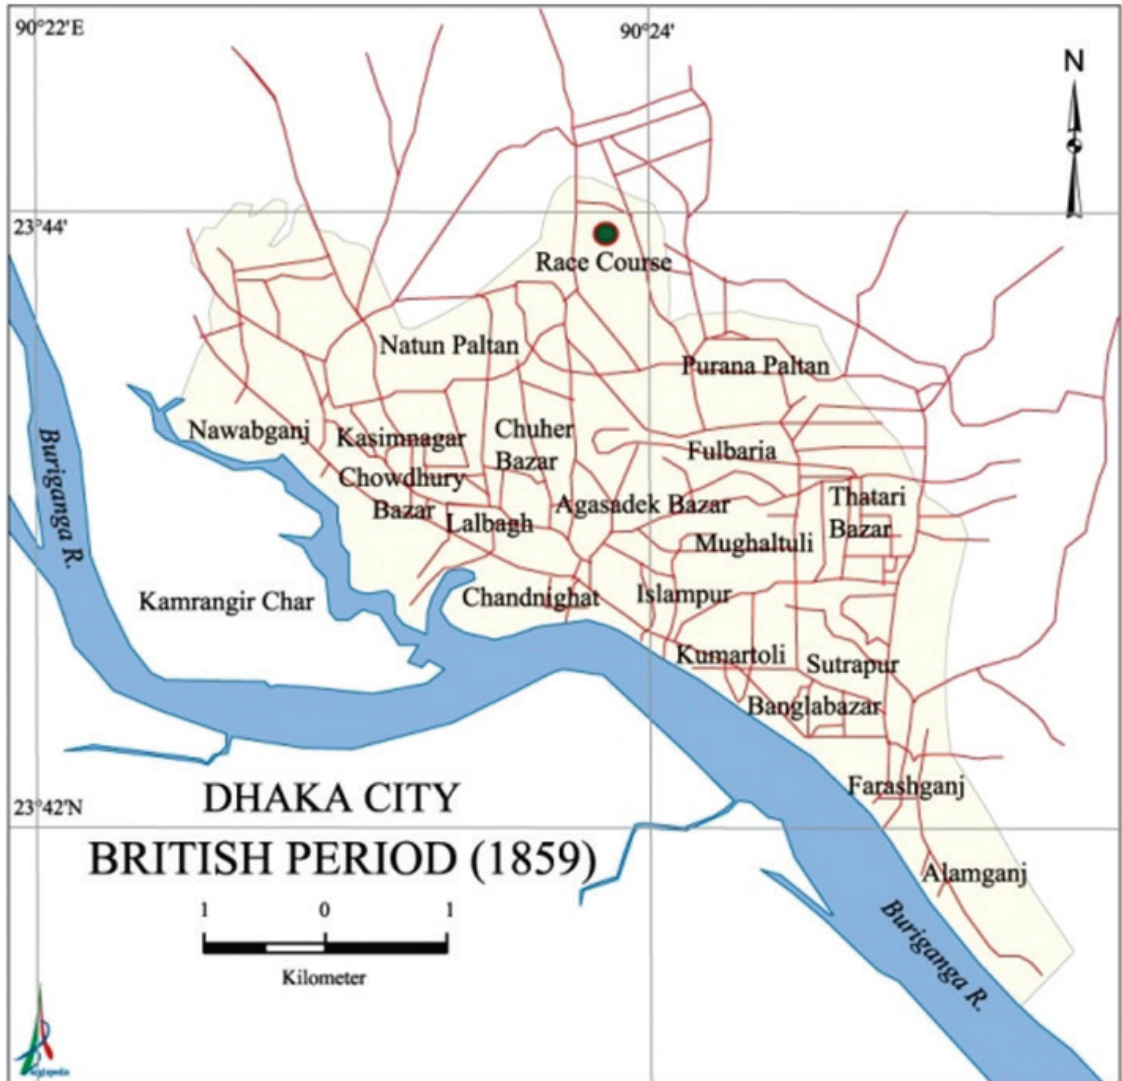 90°22'E
90°24'
N
23°44'
Race Course
Natun Paltan
Purana Paltan
Nawabganj
Kasimnagar
Chuher
Bazar
Fulbaria
Chowdhury
Bazar
Lalbagh
Agasadek Bazar
Thatari
Bazar
Mughaltuli
Buriganga R.
Kamrangir Char
Chandnighat
Islampur
Kumartoli
Sutrapur
Banglabazar
Farashganj
23°42'N
DHAKA CITY
BRITISH PERIOD (1859)
Alamganj
1 0 1
Kilometer
Buriganga R.